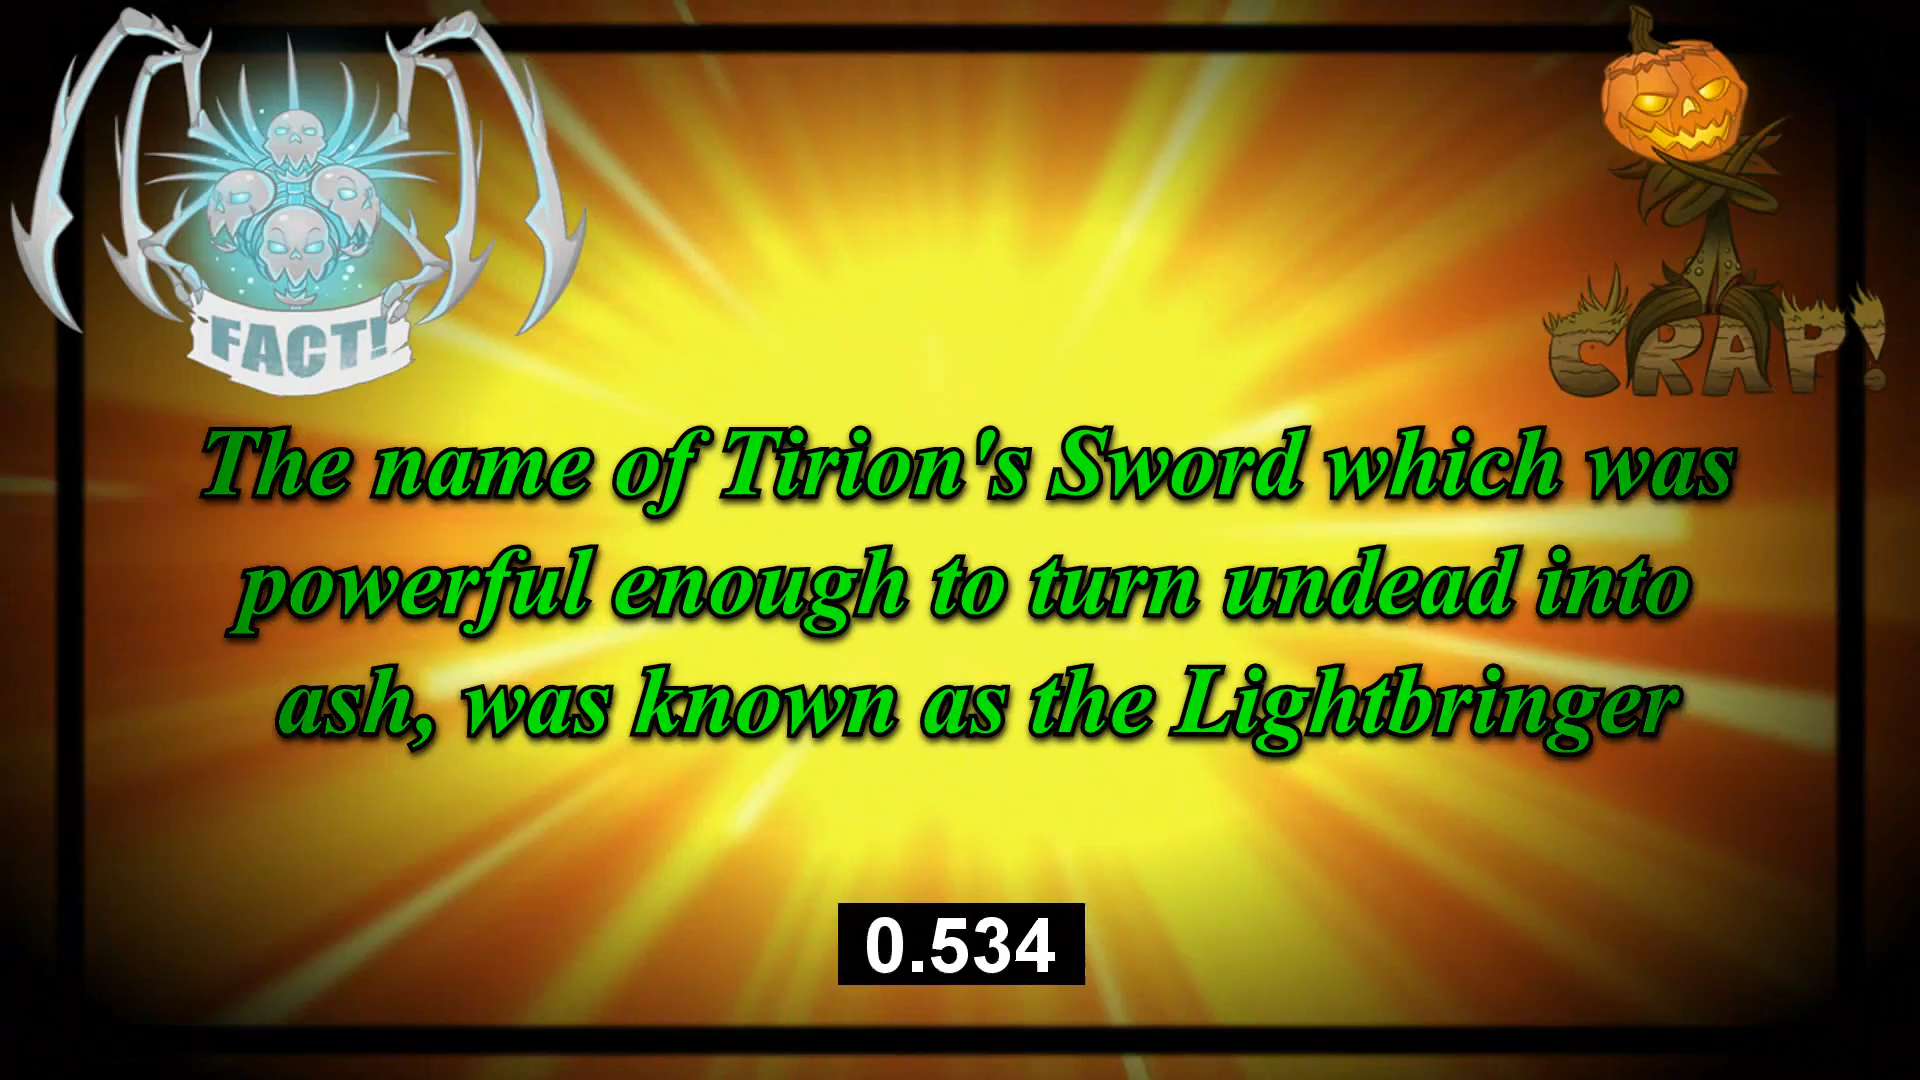 FACT!
CRAP!
The name of Tirion's Sword which was
powerful enough to turn undead into
ash, was known as the Lightbringer
0.534